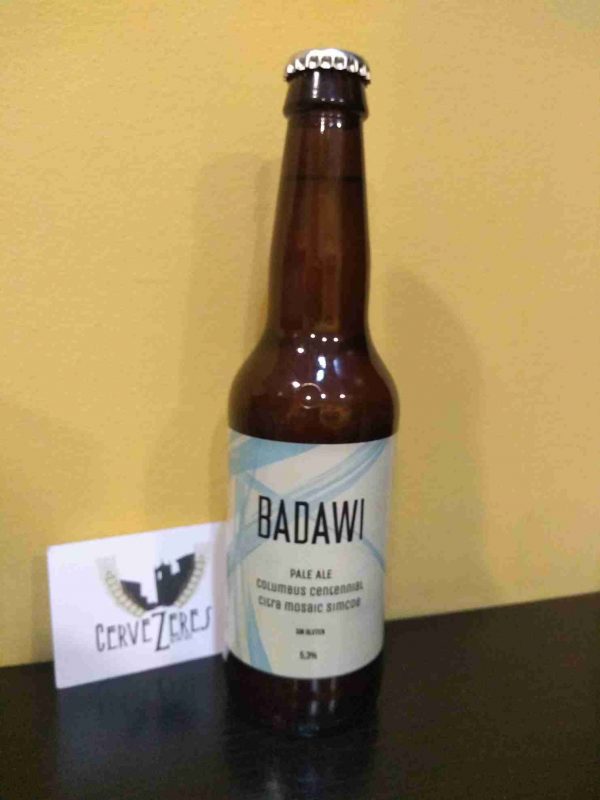 BADAWI
PALE ALE
columbus centennial
citra mosaic simcoe
SIN GLUTEN
5,3%
CERVEZERES